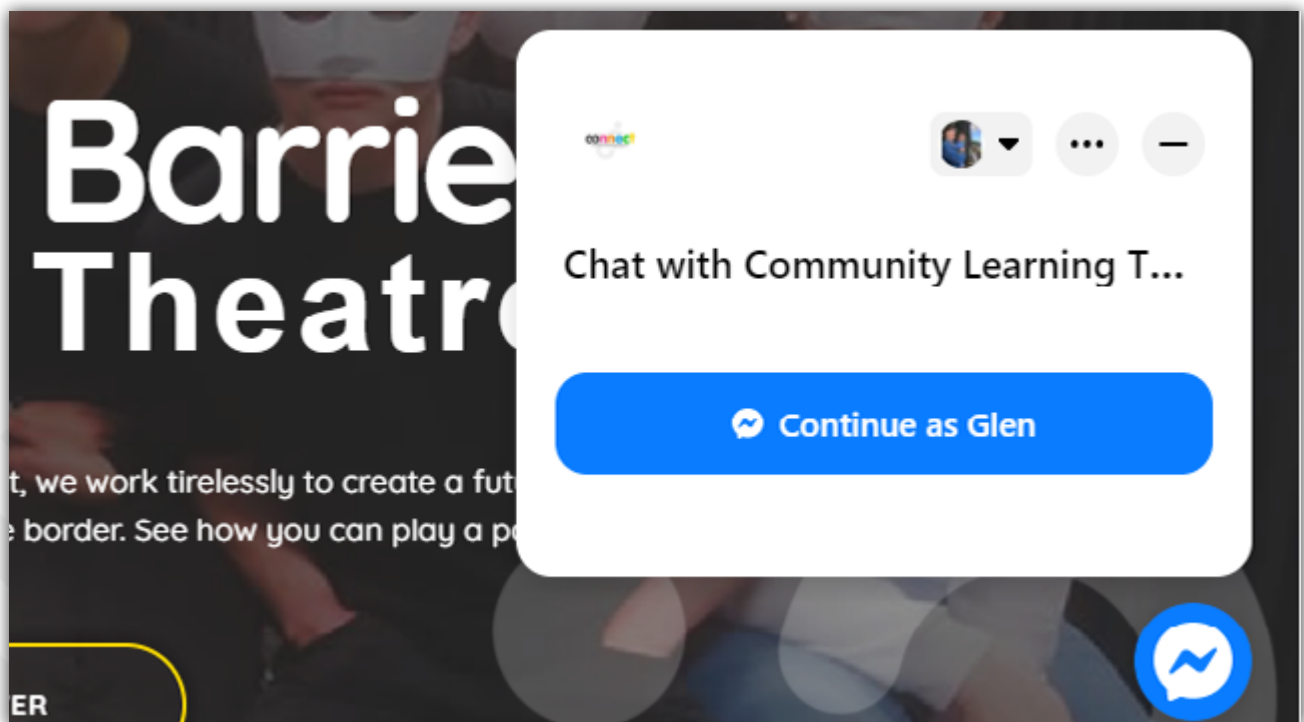 Barrie
Theatr
t, we work tirelessly to create a fut
border. See how you can play a p
ER
connect
Chat with Community Learning T...
Continue as Glen